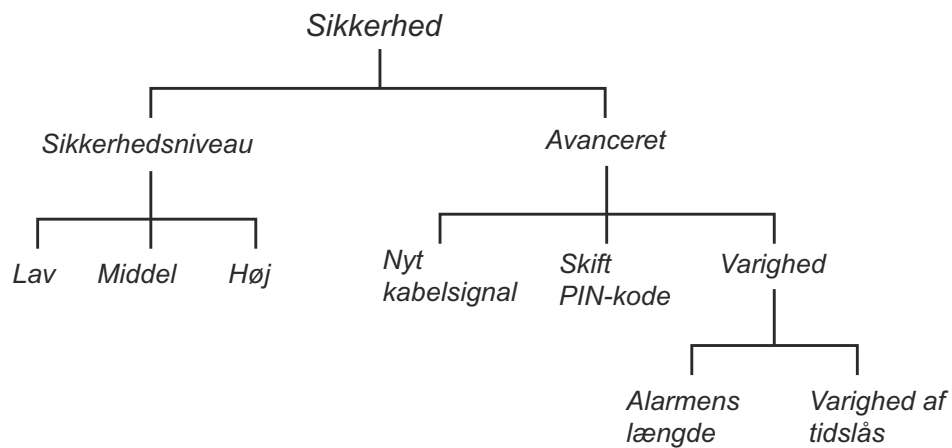 Sikkerhed
Sikkerhedsniveau
Avanceret
Lav
Middel
Høj
Nyt
kabelsignal
Skift
PIN-kode
Varighed
Alarmens
længde
Varighed af
tidslås